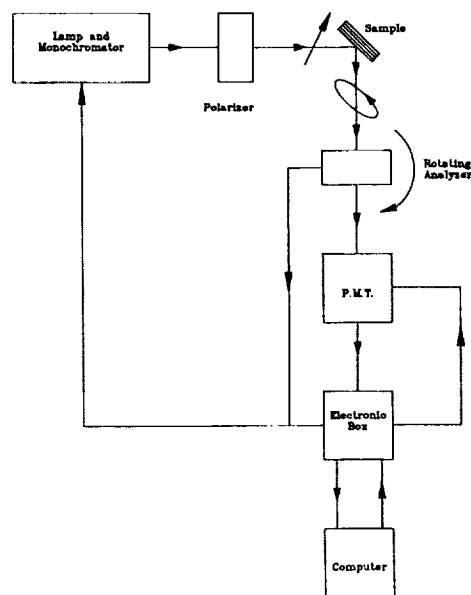 Lamp and
Monochromator
Sample
Polarizer
Rotating
Analyzer
P.M.T.
Electronic
Box
Computer